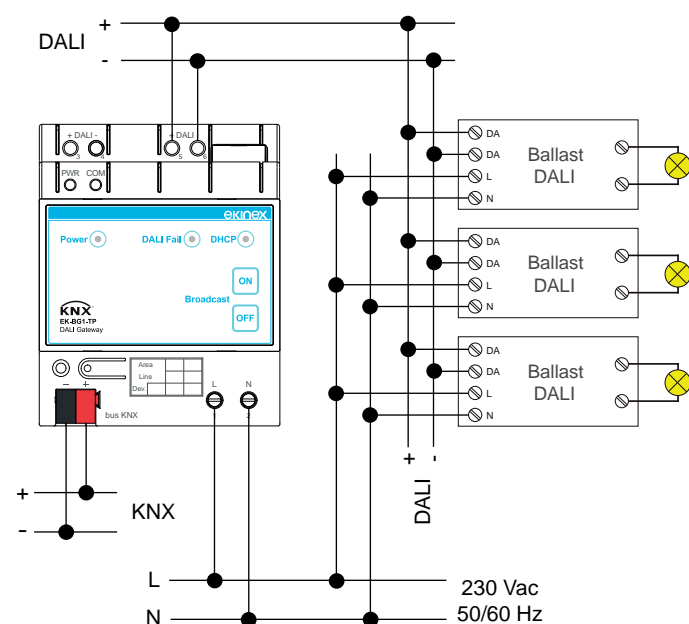 +
DALI
-
+ DALI -
3 4
+ DALI -
5 6
PWR COM
ekinex
Power
DALI Fail
DHCP
ON
Broadcast
OFF
KNX
EK-BG1-TP
DALI Gateway
Area
Line
Dev.
L N
1 2
- +
bus KNX
+
KNX
-
L
N
230 Vac
50/60 Hz
DA
DA
L
N
Ballast
DALI
DA
DA
L
N
Ballast
DALI
DA
DA
L
N
Ballast
DALI
+ -
DALI